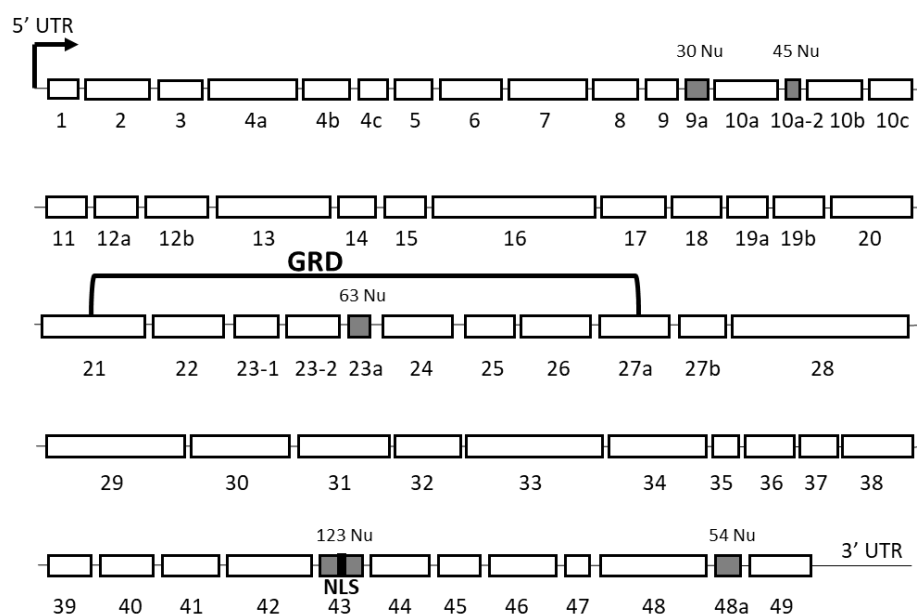 5’ UTR
30 Nu 45 Nu
1 2 3 4a 4b 4c 5 6 7 8 9 9a 10a 10a-2 10b 10c
11 12a 12b 13 14 15 16 17 18 19a 19b 20
GRD
63 Nu
21 22 23-1 23-2 23a 24 25 26 27a 27b 28
29 30 31 32 33 34 35 36 37 38
123 Nu 54 Nu
3’ UTR
NLS
39 40 41 42 43 44 45 46 47 48 48a 49